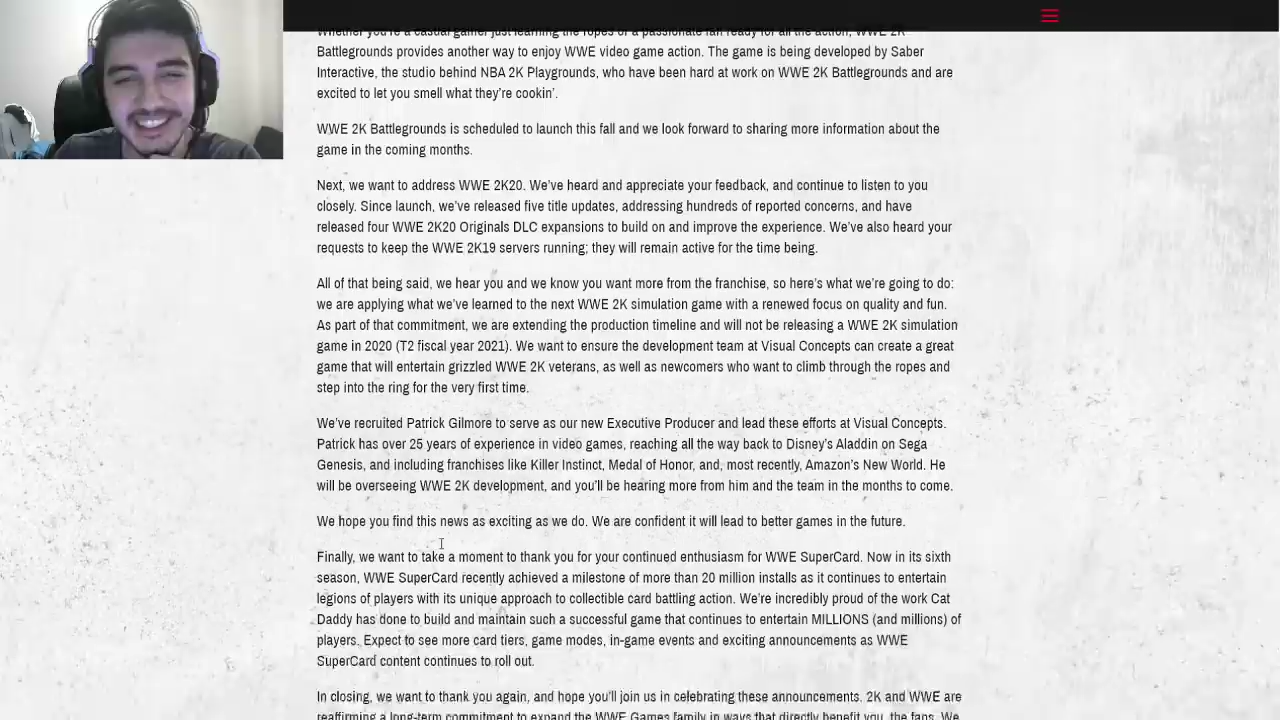 Whether you're a casual gamer just learning the ropes or a passionate fan ready for all the action, WWE 2K
Battlegrounds provides another way to enjoy WWE video game action. The game is being developed by Saber
Interactive, the studio behind NBA 2K Playgrounds, who have been hard at work on WWE 2K Battlegrounds and are
excited to let you smell what they're cookin'.
WWE 2K Battlegrounds is scheduled to launch this fall and we look forward to sharing more information about the
game in the coming months.
Next, we want to address WWE 2K20. We've heard and appreciate your feedback, and continue to listen to you
closely. Since launch, we've released five title updates, addressing hundreds of reported concerns, and have
released four WWE 2K20 Originals DLC expansions to build on and improve the experience. We've also heard your
requests to keep the WWE 2K19 servers running; they will remain active for the time being.
All of that being said, we hear you and we know you want more from the franchise, so here's what we're going to do:
we are applying what we've learned to the next WWE 2K simulation game with a renewed focus on quality and fun.
As part of that commitment, we are extending the production timeline and will not be releasing a WWE 2K simulation
game in 2020 (T2 fiscal year 2021). We want to ensure the development team at Visual Concepts can create a great
game that will entertain grizzled WWE 2K veterans, as well as newcomers who want to climb through the ropes and
step into the ring for the very first time.
We've recruited Patrick Gilmore to serve as our new Executive Producer and lead these efforts at Visual Concepts.
Patrick has over 25 years of experience in video games, reaching all the way back to Disney's Aladdin on Sega
Genesis, and including franchises like Killer Instinct, Medal of Honor, and, most recently, Amazon's New World. He
will be overseeing WWE 2K development, and you'll be hearing more from him and the team in the months to come.
We hope you find this news as exciting as we do. We are confident it will lead to better games in the future.
Finally, we want to take a moment to thank you for your continued enthusiasm for WWE SuperCard. Now in its sixth
season, WWE SuperCard recently achieved a milestone of more than 20 million installs as it continues to entertain
legions of players with its unique approach to collectible card battling action. We're incredibly proud of the work Cat
Daddy has done to build and maintain such a successful game that continues to entertain MILLIONS (and millions) of
players. Expect to see more card tiers, game modes, in-game events and exciting announcements as WWE
SuperCard content continues to roll out.
In closing, we want to thank you again, and hope you'll join us in celebrating these announcements. 2K and WWE are
reaffirming a long-term commitment to expand the WWE Games family in ways that directly benefit you, the fans. We